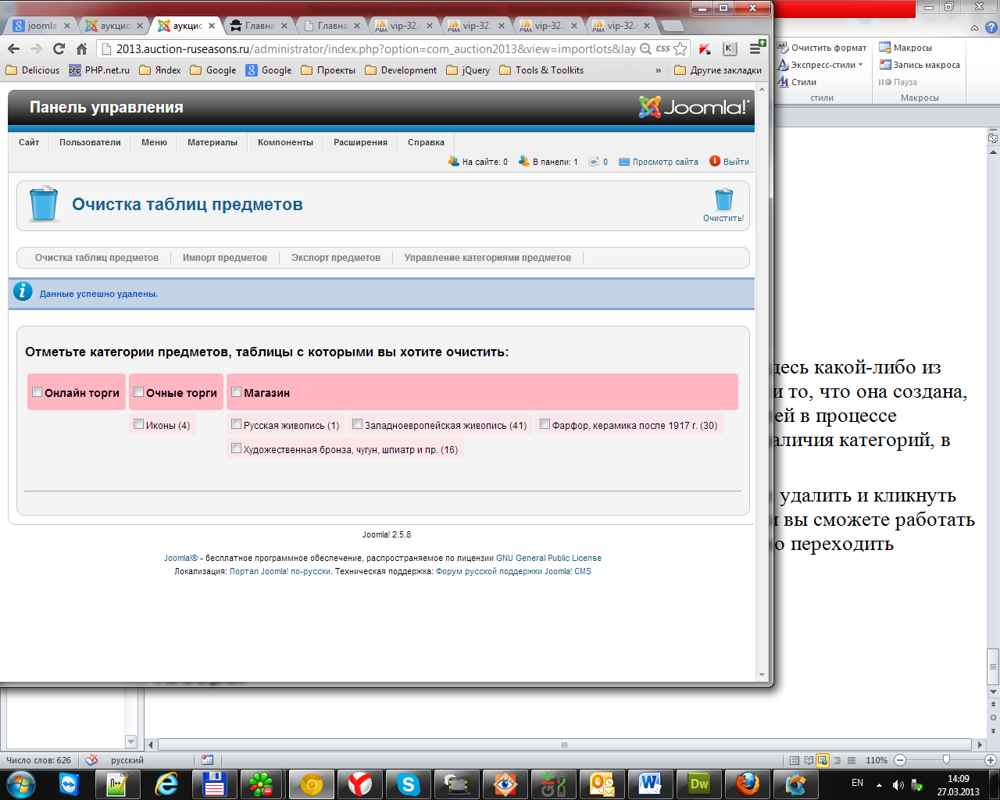 joomla
аукцио
аукцис
Главна
Главна
vip-32.
vip-32.
vip-32.
vip-32.
2013.auction-ruseasons.ru/administrator/index.php?option=com_auction2013&view=importlots&lay
css
Delicious
PHP.net.ru
Яndex
Google
Google
Проекты
Development
jQuery
Tools & Toolkits
»
Другие закладки
Очистить формат
Экспресс-стили
Стили
стили
Макросы
Запись макроса
Пауза
Макросы
Панель управления
Joomla!
Сайт
Пользователи
Меню
Материалы
Компоненты
Расширения
Справка
На сайте: 0
В панели: 1
0
Просмотр сайта
Выйти
Очистка таблиц предметов
Очистить!
Очистка таблиц предметов
Импорт предметов
Экспорт предметов
Управление категориями предметов
Данные успешно удалены.
Отметьте категории предметов, таблицы с которыми вы хотите очистить:
Онлайн торги
Очные торги
Магазин
Иконы (4)
Русская живопись (1)
Западноевропейская живопись (41)
Фарфор, керамика после 1917 г. (30)
Художественная бронза, чугун, шпиатр и пр. (16)
Joomla! 2.5.8
Joomla!® - бесплатное программное обеспечение, распространяемое по лицензии GNU General Public License
Локализация: Портал Joomla! по-русски. Техническая поддержка: Форум русской поддержки Joomla! CMS
десь какой-либо из
и то, что она создана,
ей в процессе
аличия категорий, в
удалить и кликнуть
и вы сможете работать
о переходить
Число слов: 626
русский
110%
EN
14:09
27.03.2013